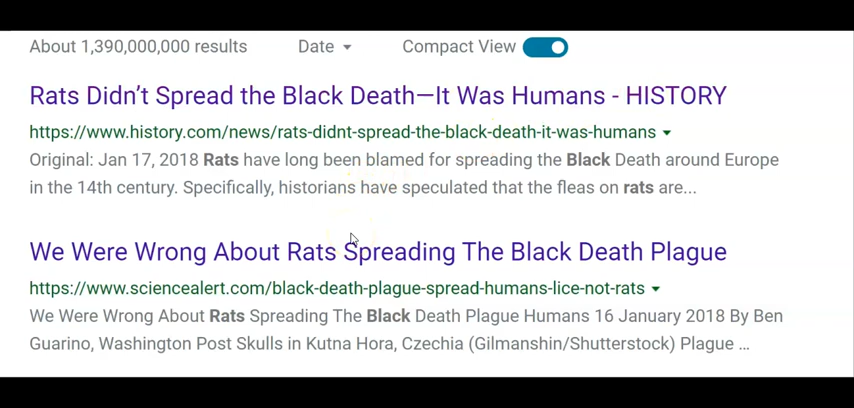 About 1,390,000,000 results Date Compact View
Rats Didn’t Spread the Black Death—It Was Humans - HISTORY
https://www.history.com/news/rats-didnt-spread-the-black-death-it-was-humans
Original: Jan 17, 2018 Rats have long been blamed for spreading the Black Death around Europe
in the 14th century. Specifically, historians have speculated that the fleas on rats are...
We Were Wrong About Rats Spreading The Black Death Plague
https://www.sciencealert.com/black-death-plague-spread-humans-lice-not-rats
We Were Wrong About Rats Spreading The Black Death Plague Humans 16 January 2018 By Ben
Guarino, Washington Post Skulls in Kutna Hora, Czechia (Gilmanshin/Shutterstock) Plague ...